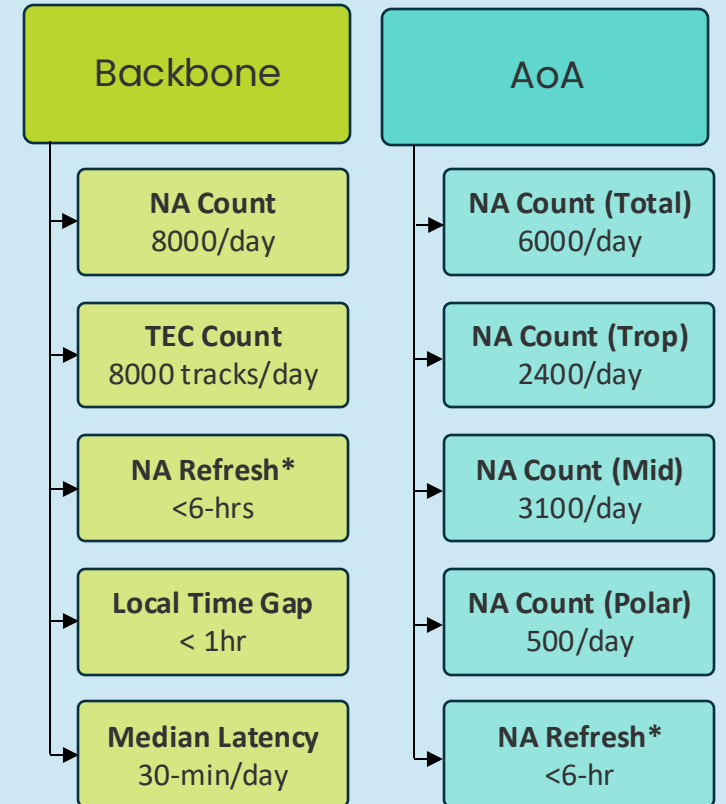 Backbone
NA Count
8000/day
TEC Count
8000 tracks/day
NA Refresh*
<6-hrs
Local Time Gap
< 1hr
Median Latency
30-min/day
AoA
NA Count (Total)
6000/day
NA Count (Trop)
2400/day
NA Count (Mid)
3100/day
NA Count (Polar)
500/day
NA Refresh*
<6-hr